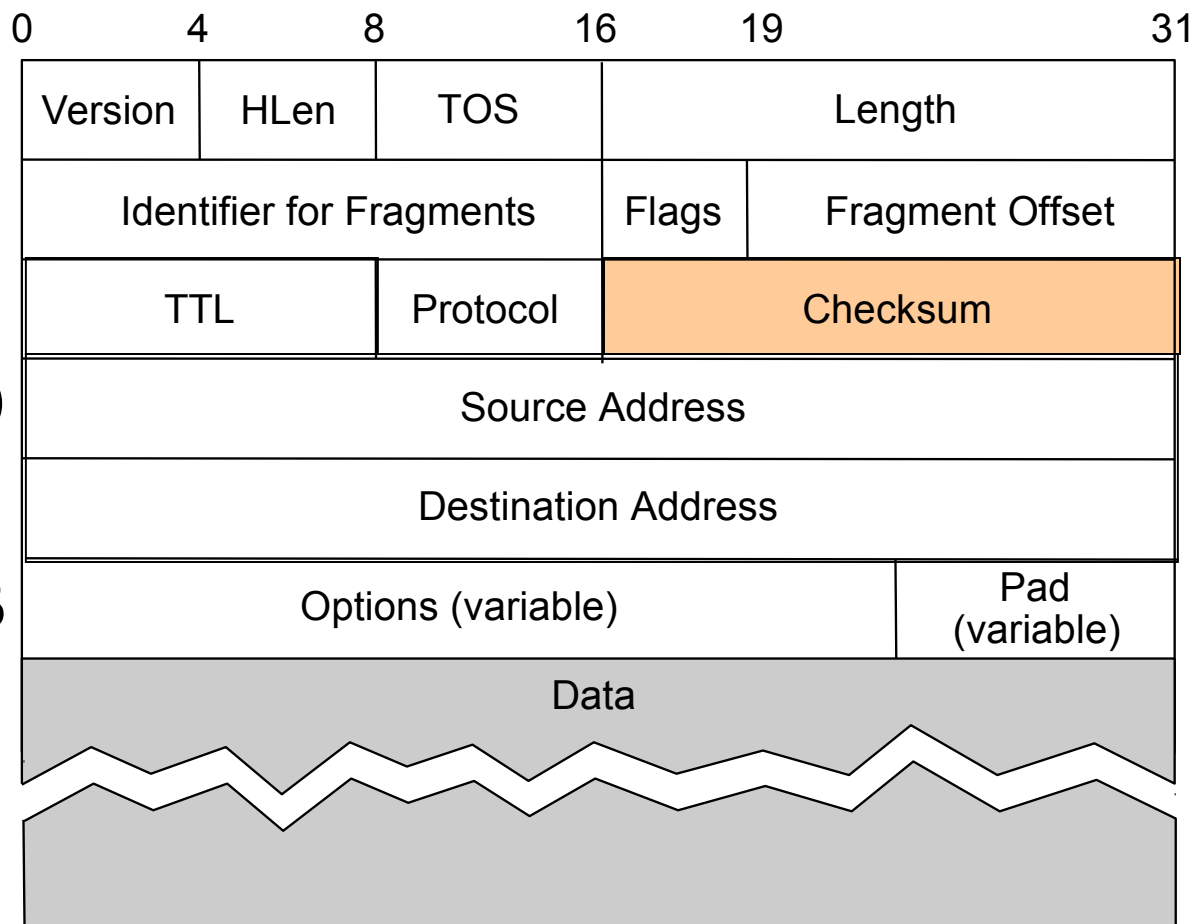 0 4 8 16 19 31
Version HLen TOS Length
Identifier for Fragments Flags Fragment Offset
TTL Protocol Checksum
)
Source Address
Destination Address
Options (variable) Pad
(variable)
Data